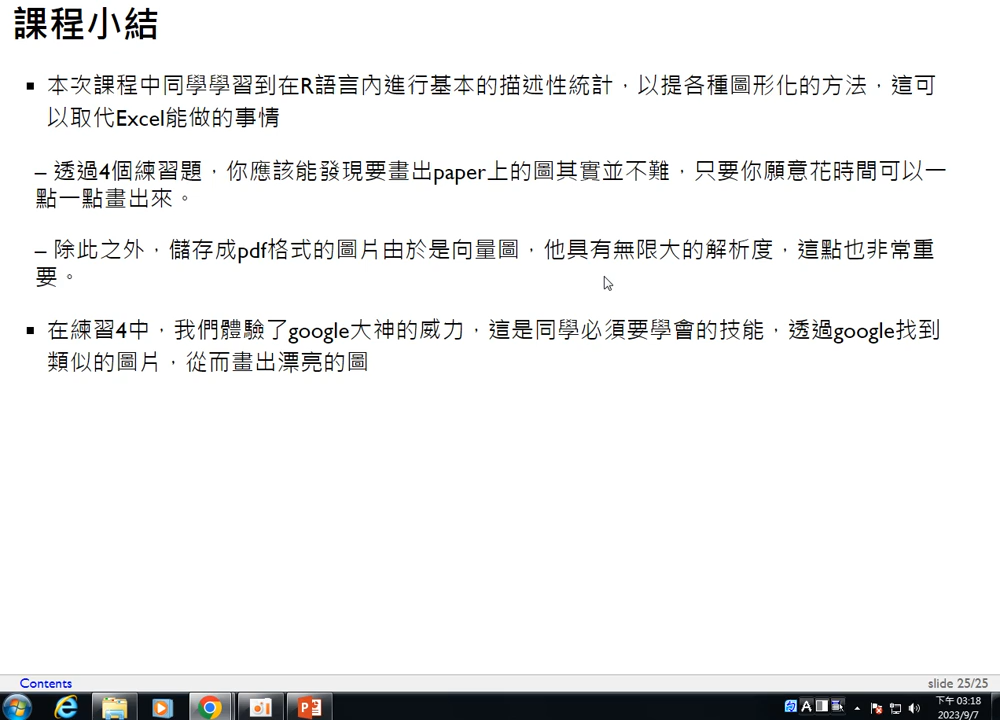 課程小結
▪ 本次課程中同學學習到在R語言內進行基本的描述性統計，以提各種圖形化的方法，這可
以取代Excel能做的事情
– 透過4個練習題，你應該能發現要畫出paper上的圖其實並不難，只要你願意花時間可以一
點一點畫出來。
– 除此之外，儲存成pdf格式的圖片由於是向量圖，他具有無限大的解析度，這點也非常重
要。
▪ 在練習4中，我們體驗了google大神的威力，這是同學必須要學會的技能，透過google找到
類似的圖片，從而畫出漂亮的圖
Contents
slide 25/25
下午 03:18
2023/9/7